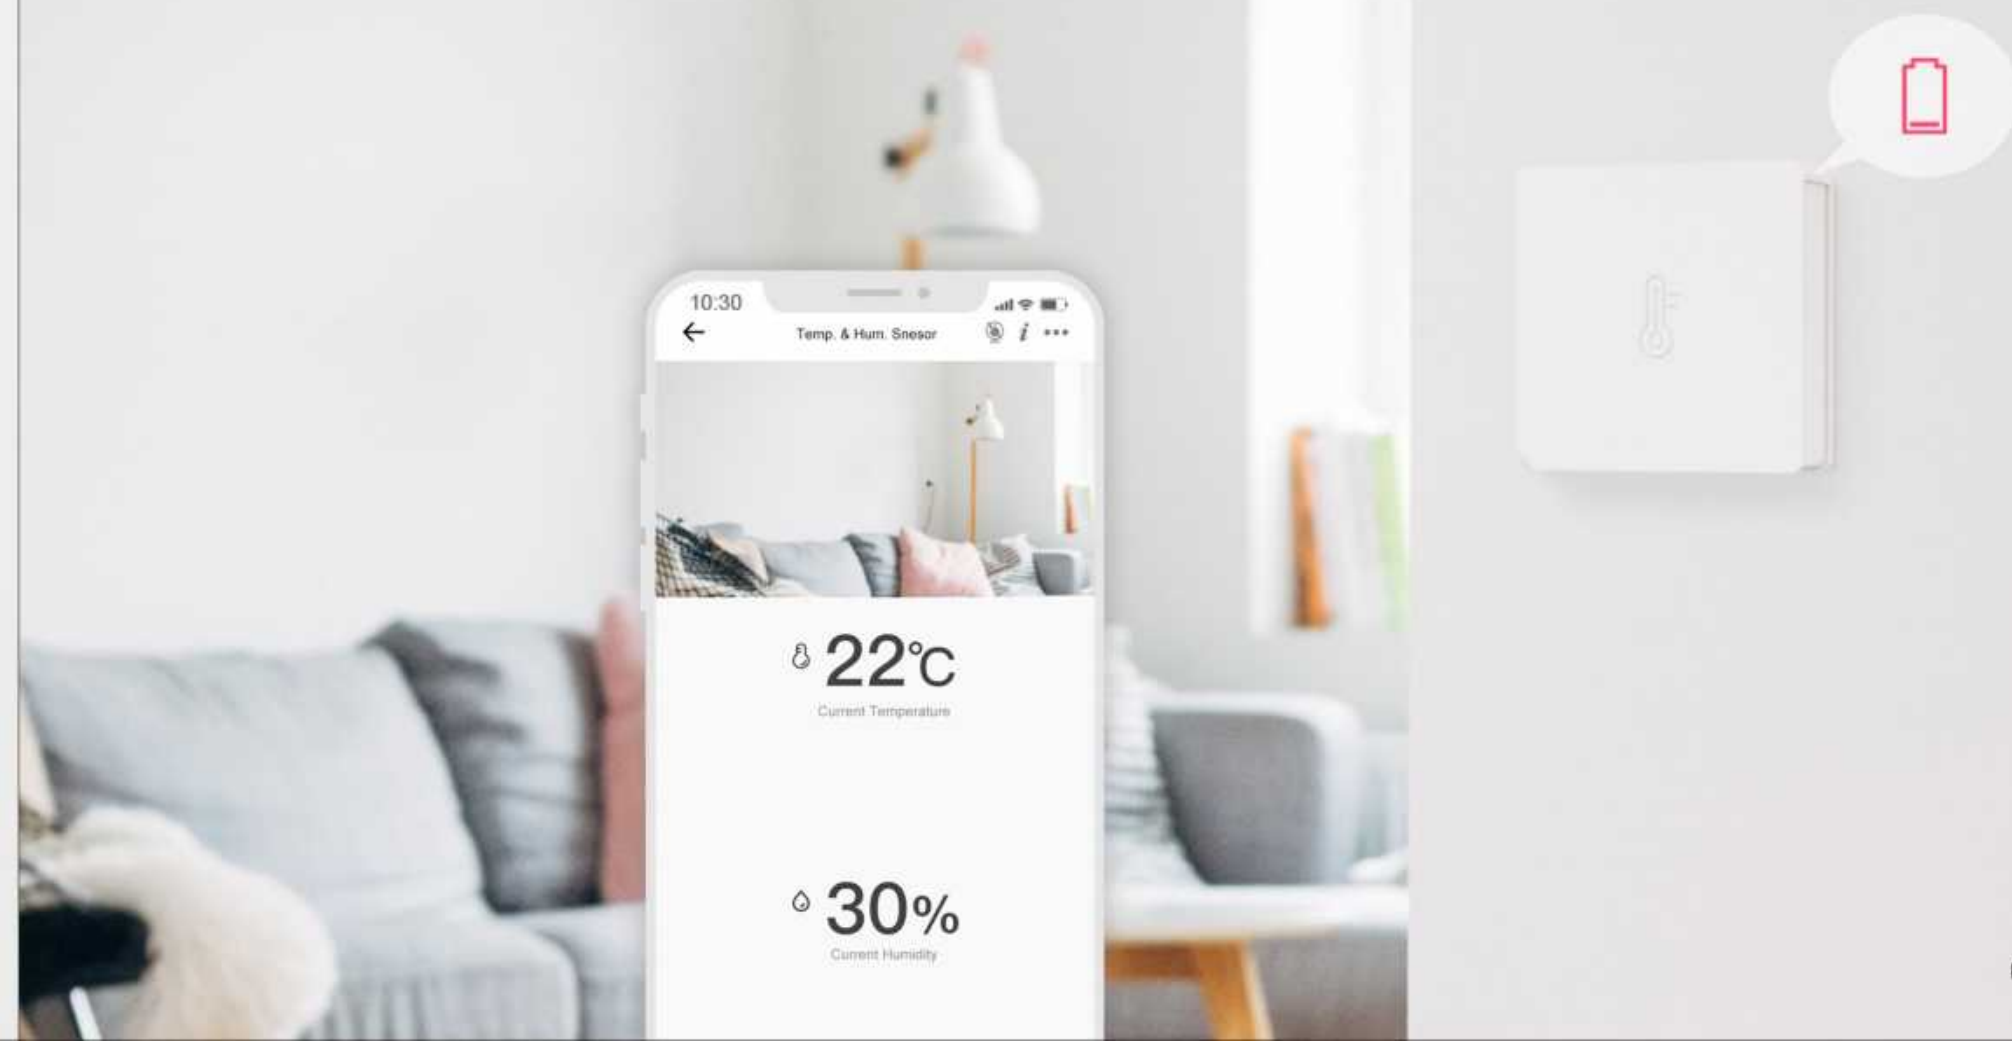 10:30
Temp. & Hum. Snesor
22°C
Current Temperature
30%
Current Humidity